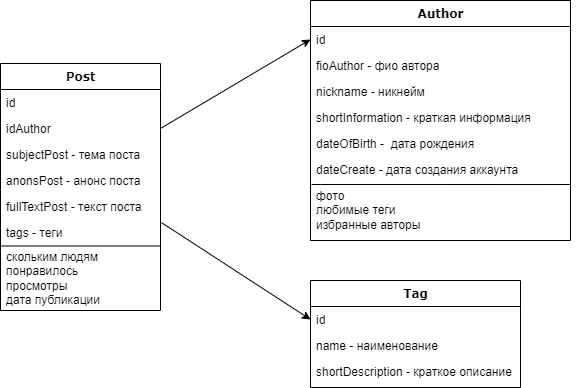 Post
id
idAuthor
subjectPost - тема поста
anonsPost - анонс поста
fullTextPost - текст поста
tags - теги
скольким людям
понравилось
просмотры
дата публикации
Author
id
fioAuthor - фио автора
nickname - никнейм
shortInformation - краткая информация
dateOfBirth - дата рождения
dateCreate - дата создания аккаунта
фото
любимые теги
избранные авторы
Tag
id
name - наименование
shortDescription - краткое описание